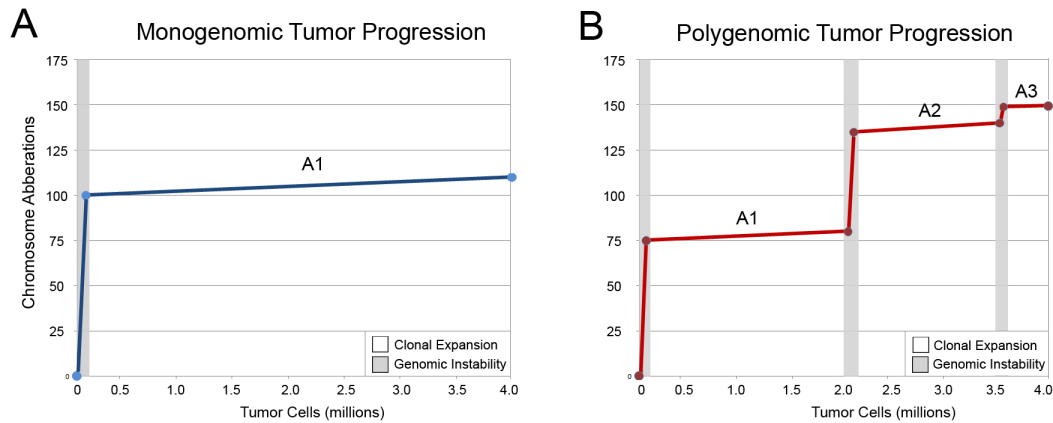 A
Monogenomic Tumor Progression
175
150
125
100
75
50
25
0
Chromosome Abberations
A1
Clonal Expansion
Genomic Instability
0 0.5 1.0 1.5 2.0 2.5 3.0 3.5 4.0
Tumor Cells (millions)
B
Polygenomic Tumor Progression
175
150
125
100
75
50
25
0
A1
A2
A3
Clonal Expansion
Genomic Instability
0 0.5 1.0 2.0 2.5 3.0 3.5 4.0
Tumor Cells (millions)